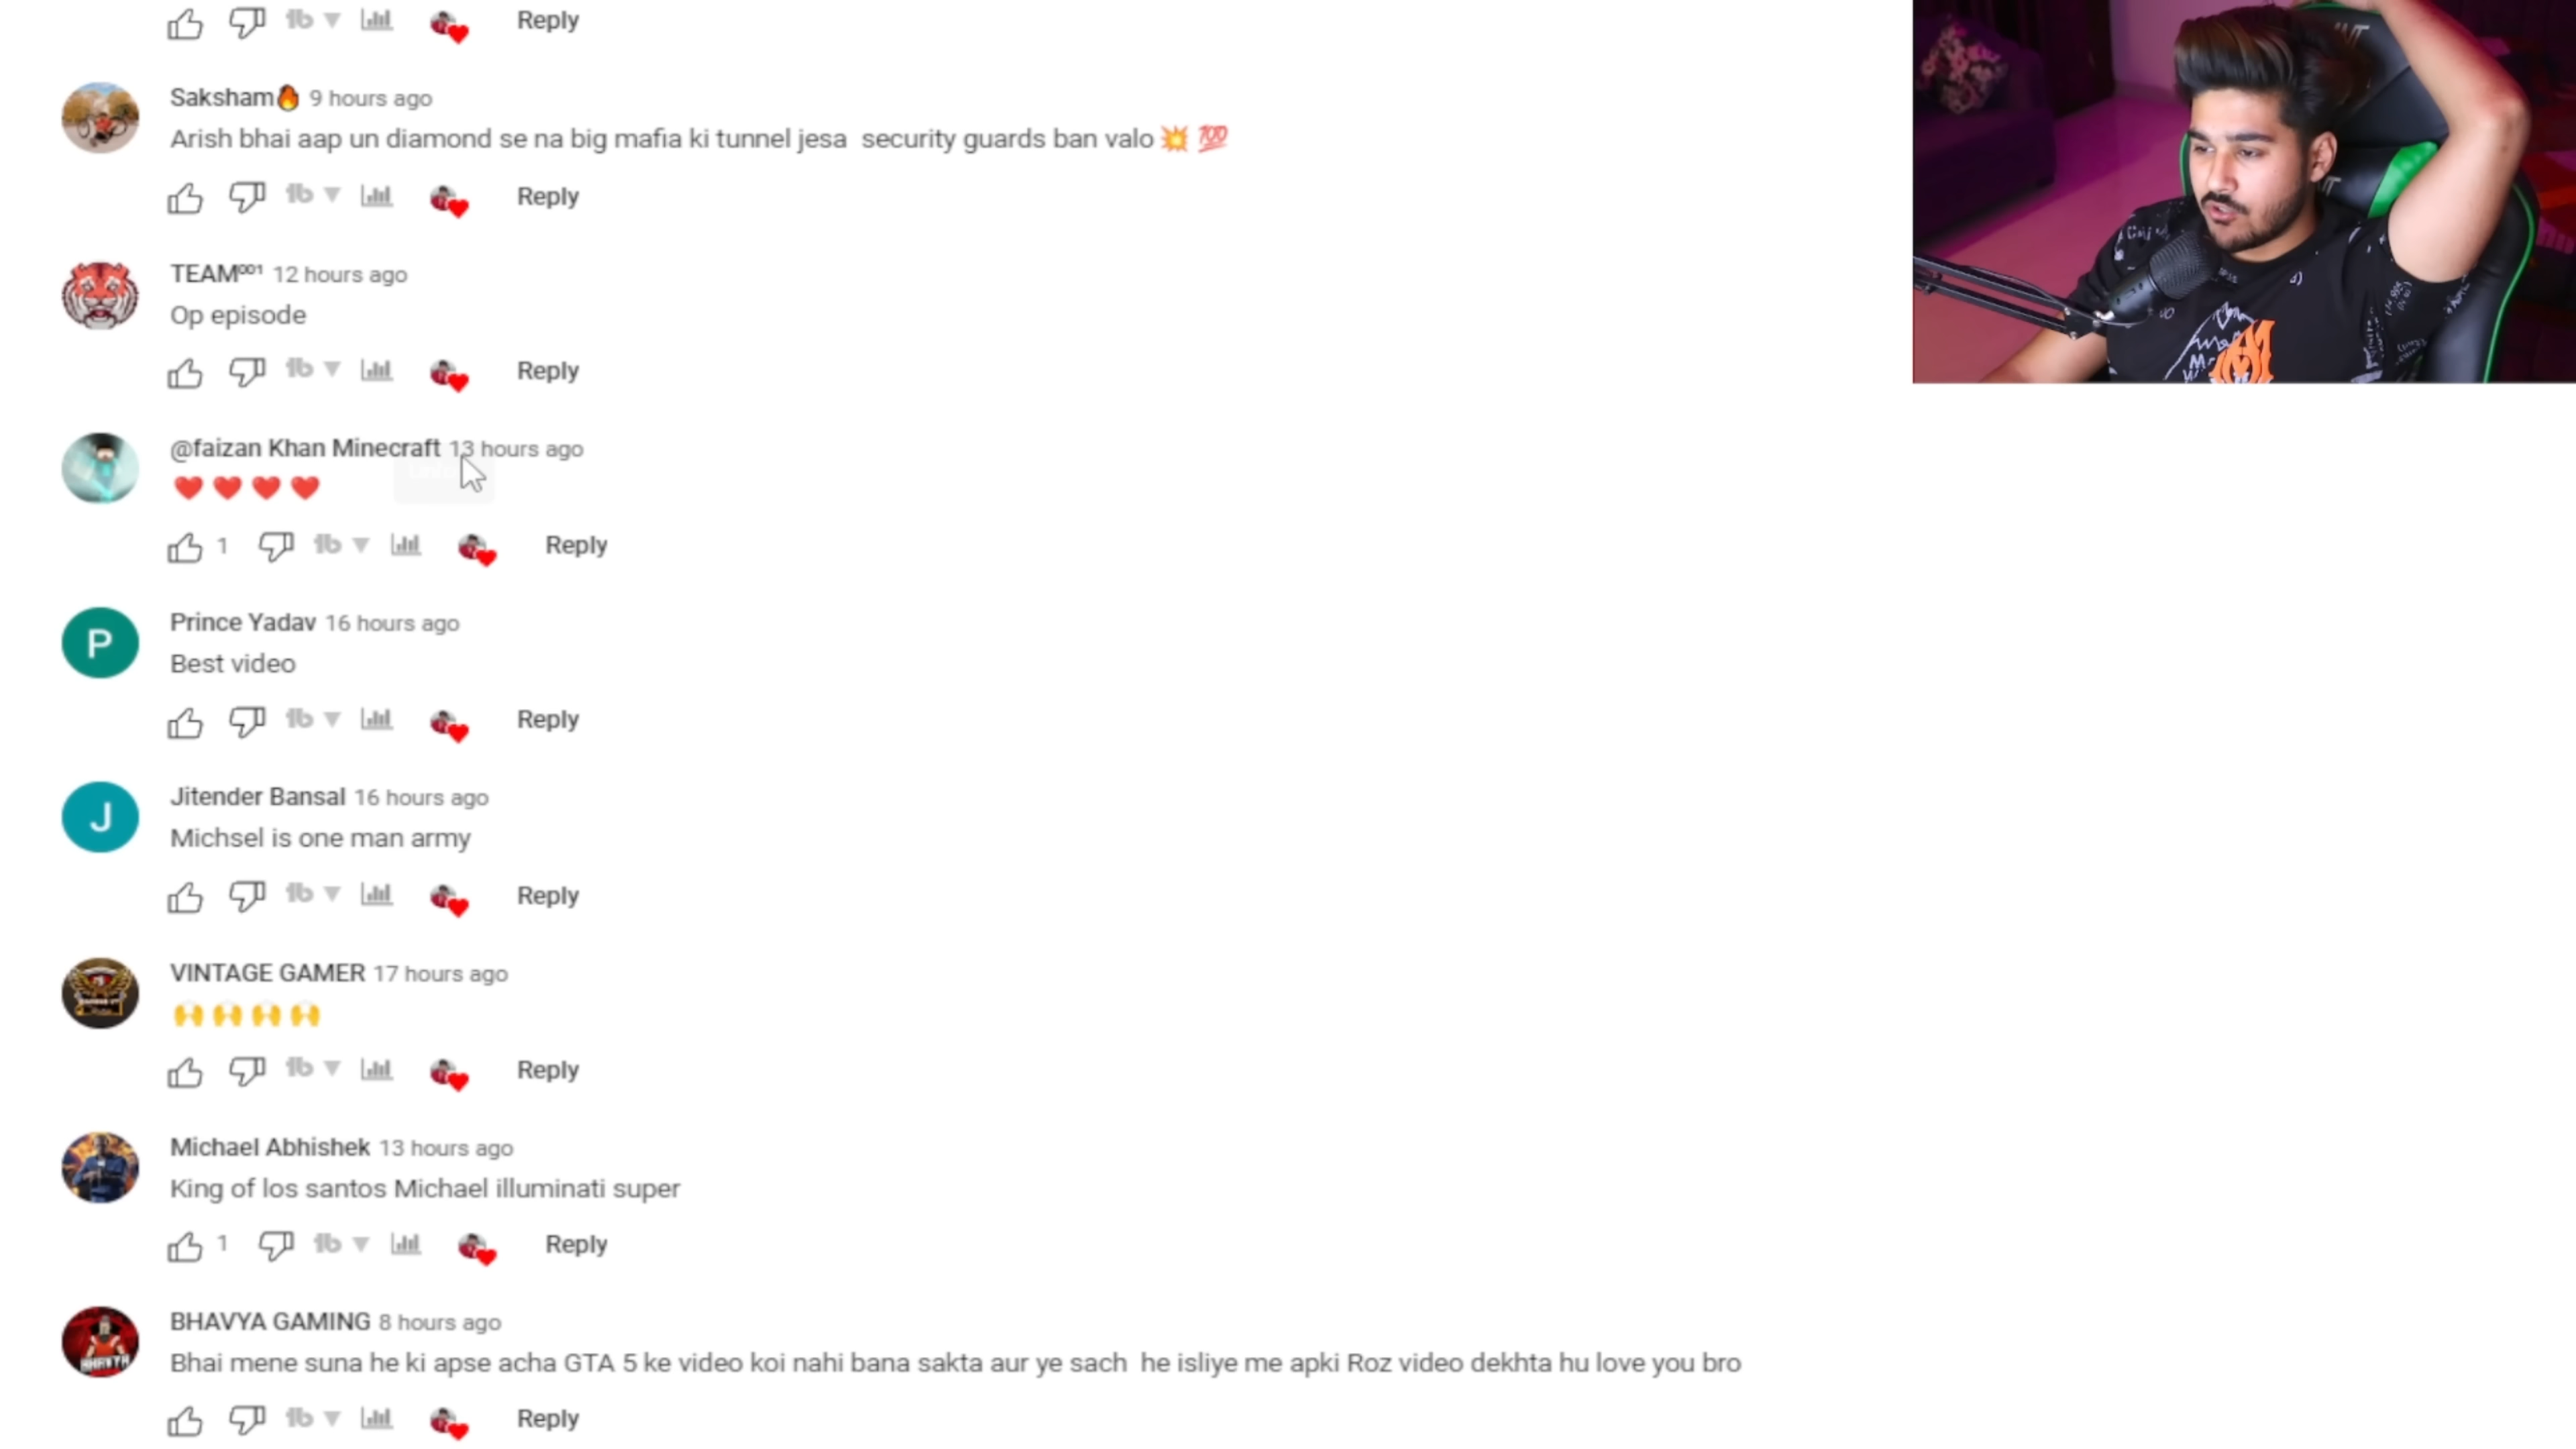 Reply
Saksham🔥 9 hours ago
Arish bhai aap un diamond se na big mafia ki tunnel jesa security guards ban valo 💥 💯
Reply
TEAM⁰⁰¹ 12 hours ago
Op episode
Reply
@faizan Khan Minecraft 13 hours ago
❤️ ❤️ ❤️ ❤️
1 Reply
P
Prince Yadav 16 hours ago
Best video
Reply
J
Jitender Bansal 16 hours ago
Michsel is one man army
Reply
VINTAGE GAMER 17 hours ago
🙌 🙌 🙌 🙌
Reply
Michael Abhishek 13 hours ago
King of los santos Michael illuminati super
1 Reply
BHAVYA GAMING 8 hours ago
Bhai mene suna he ki apse acha GTA 5 ke video koi nahi bana sakta aur ye sach he isliye me apki Roz video dekhta hu love you bro
Reply